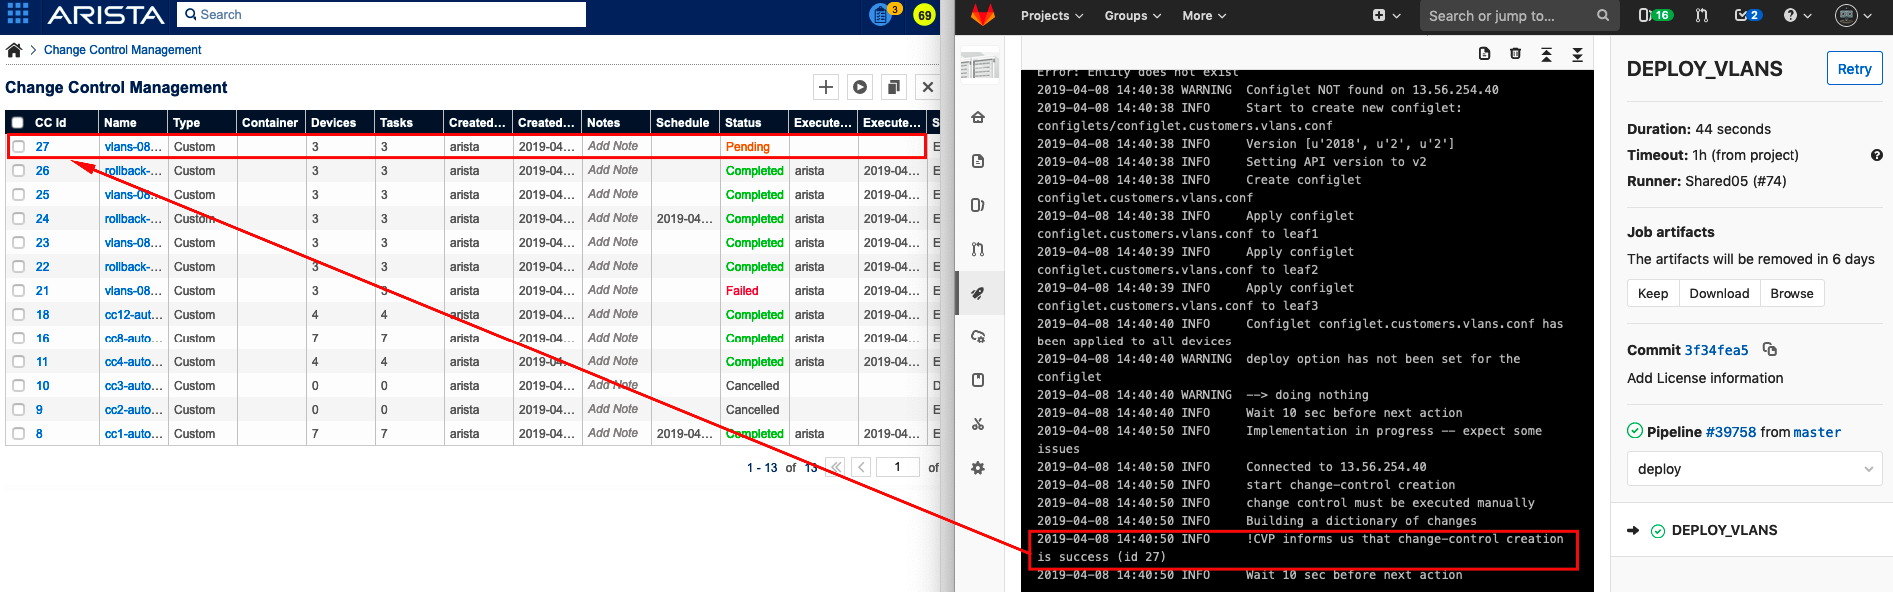 ARISTA
Search
3
69
Change Control Management
Change Control Management
CC Id Name Type Container Devices Tasks Created... Created... Notes Schedule Status Execute... Execute... S
27 vlans-08... Custom 3 3 arista 2019-04... Add Note Pending E
26 rollback-... Custom 3 3 arista 2019-04... Add Note Completed arista 2019-04... E
25 vlans-08... Custom 3 3 arista 2019-04... Add Note Completed arista 2019-04... E
24 rollback-... Custom 3 3 arista 2019-04... Add Note 2019-04... Completed arista 2019-04... E
23 vlans-08... Custom 3 3 arista 2019-04... Add Note Completed arista 2019-04... E
22 rollback-... Custom 3 3 arista 2019-04... Add Note Completed arista 2019-04... E
21 vlans-08... Custom 3 3 arista 2019-04... Add Note Failed arista 2019-04... E
18 cc12-aut... Custom 4 4 arista 2019-04... Add Note Completed arista 2019-04... E
16 cc8-auto... Custom 7 7 arista 2019-04... Add Note Completed arista 2019-04... E
11 cc4-auto... Custom 4 4 arista 2019-04... Add Note Completed arista 2019-04... E
10 cc3-auto... Custom 0 0 arista 2019-04... Add Note Cancelled D
9 cc2-auto... Custom 0 0 arista 2019-04... Add Note Cancelled E
8 cc1-auto... Custom 7 7 arista 2019-04... Add Note 2019-04... Completed arista 2019-04... E
1 - 13 of 13 1 of
Projects Groups More Search or jump to... 16 2
Error: Entity does not exist
2019-04-08 14:40:38 WARNING Configlet NOT found on 13.56.254.40
2019-04-08 14:40:38 INFO Start to create new configlet:
configlets/configlet.customers.vlans.conf
2019-04-08 14:40:38 INFO Version [u'2018', u'2', u'2']
2019-04-08 14:40:38 INFO Setting API version to v2
2019-04-08 14:40:38 INFO Create configlet
configlet.customers.vlans.conf
2019-04-08 14:40:38 INFO Apply configlet
configlet.customers.vlans.conf to leaf1
2019-04-08 14:40:39 INFO Apply configlet
configlet.customers.vlans.conf to leaf2
2019-04-08 14:40:39 INFO Apply configlet
configlet.customers.vlans.conf to leaf3
2019-04-08 14:40:40 INFO Configlet configlet.customers.vlans.conf has
been applied to all devices
2019-04-08 14:40:40 WARNING deploy option has not been set for the
configlet
2019-04-08 14:40:40 WARNING --> doing nothing
2019-04-08 14:40:40 INFO Wait 10 sec before next action
2019-04-08 14:40:50 INFO Implementation in progress -- expect some
issues
2019-04-08 14:40:50 INFO Connected to 13.56.254.40
2019-04-08 14:40:50 INFO start change-control creation
2019-04-08 14:40:50 INFO change control must be executed manually
2019-04-08 14:40:50 INFO Building a dictionary of changes
2019-04-08 14:40:50 INFO !CVP informs us that change-control creation
is success (id 27)
2019-04-08 14:40:50 INFO Wait 10 sec before next action
DEPLOY_VLANS
Retry
Duration: 44 seconds
Timeout: 1h (from project)
Runner: Shared05 (#74)
Job artifacts
The artifacts will be removed in 6 days
Keep Download Browse
Commit 3f34fea5
Add License information
Pipeline #39758 from master
deploy
DEPLOY_VLANS